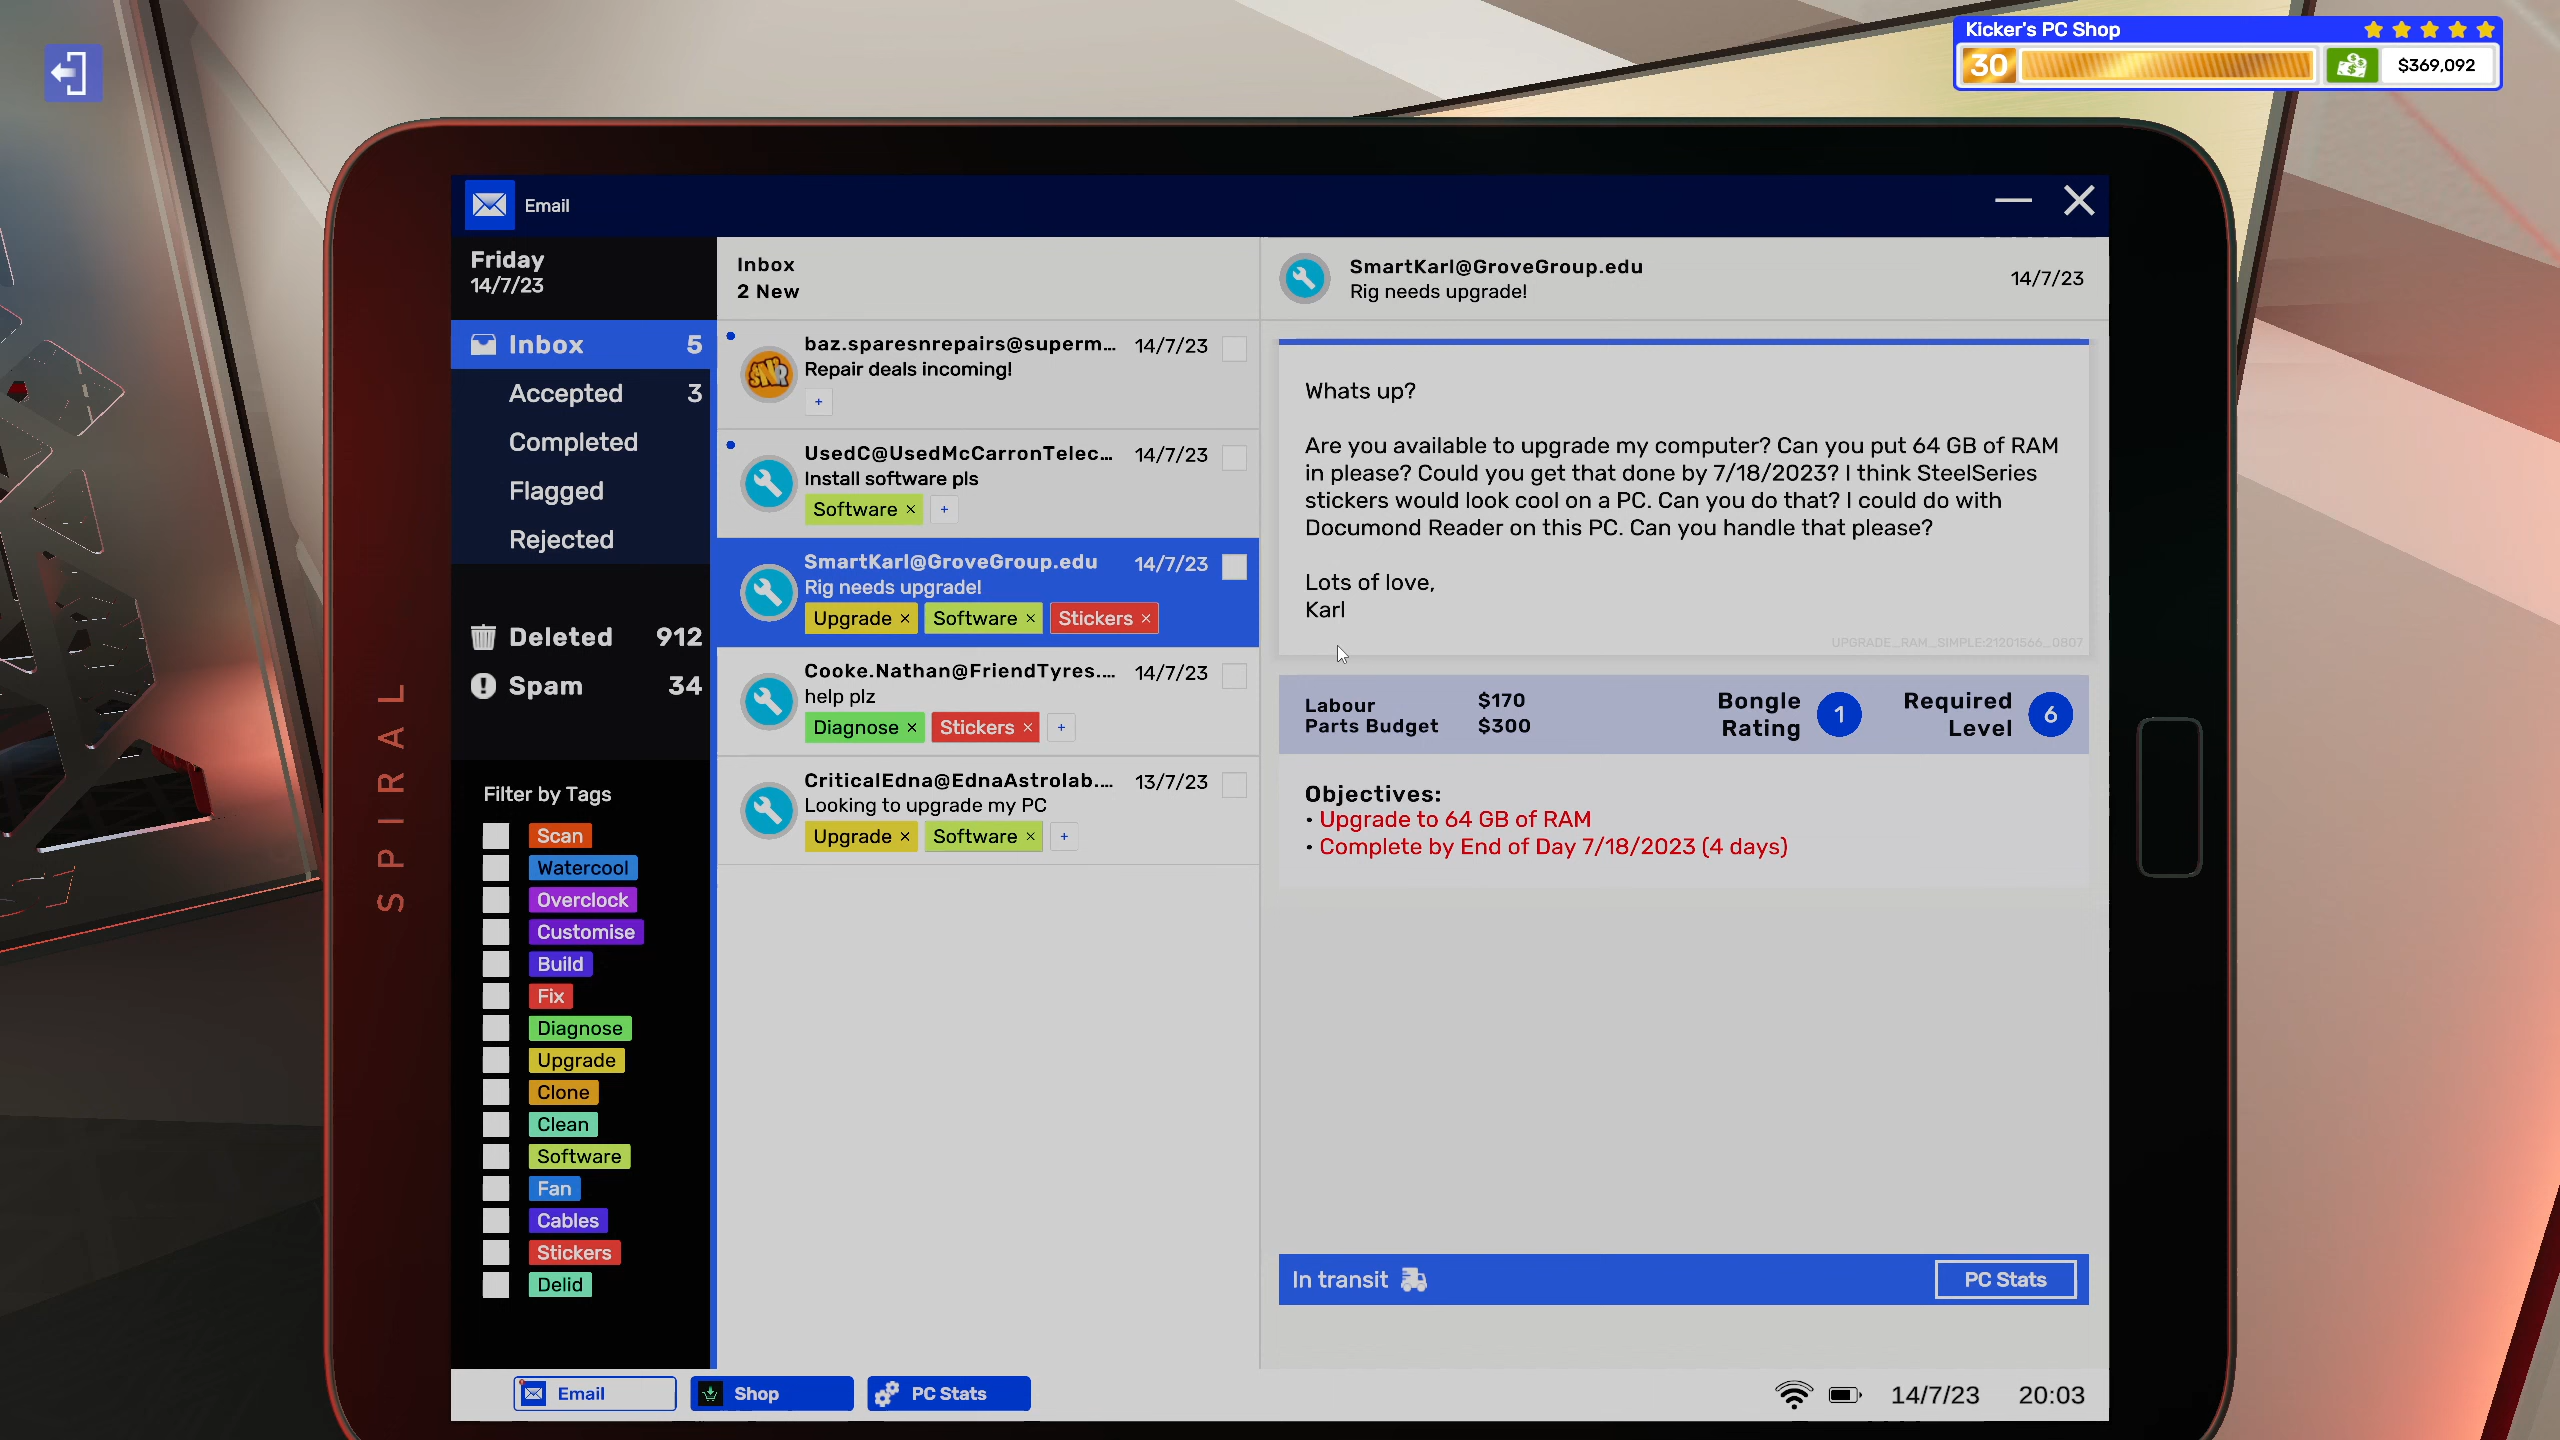 Kicker's PC Shop
30
$369,092
SPIRAL
Email
Friday
14/7/23
Inbox 5
Accepted 3
Completed
Flagged
Rejected
Deleted 912
Spam 34
Filter by Tags
Scan
Watercool
Overclock
Customise
Build
Fix
Diagnose
Upgrade
Clone
Clean
Software
Fan
Cables
Stickers
Delid
Inbox
2 New
baz.sparesnrepairs@superm... 14/7/23
SNR
Repair deals incoming!
+
UsedC@UsedMcCarronTelec... 14/7/23
Install software pls
Software × +
SmartKarl@GroveGroup.edu 14/7/23
Rig needs upgrade!
Upgrade × Software × Stickers ×
Cooke.Nathan@FriendTyres.... 14/7/23
help plz
Diagnose × Stickers × +
CriticalEdna@EdnaAstrolab.... 13/7/23
Looking to upgrade my PC
Upgrade × Software × +
SmartKarl@GroveGroup.edu
Rig needs upgrade!
14/7/23
Whats up?
Are you available to upgrade my computer? Can you put 64 GB of RAM
in please? Could you get that done by 7/18/2023? I think SteelSeries
stickers would look cool on a PC. Can you do that? I could do with
Documond Reader on this PC. Can you handle that please?
Lots of love,
Karl
UPGRADE_RAM_SIMPLE:21201566_0807
Labour $170
Parts Budget $300
Bongle Rating 1
Required Level 6
Objectives:
• Upgrade to 64 GB of RAM
• Complete by End of Day 7/18/2023 (4 days)
In transit
PC Stats
Email
Shop
PC Stats
14/7/23 20:03